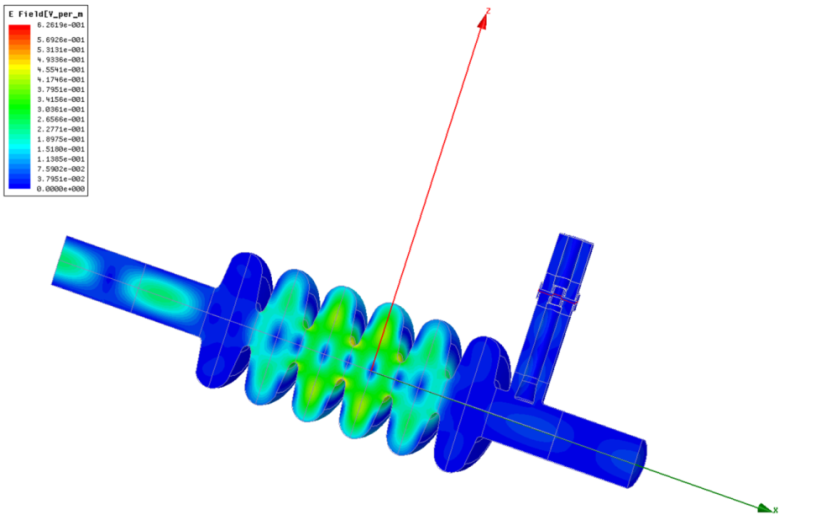 E Field[V_per_m
6.2619e-001
5.6926e-001
5.3131e-001
4.9336e-001
4.5541e-001
4.1746e-001
3.7951e-001
3.4156e-001
3.0361e-001
2.6566e-001
2.2771e-001
1.8975e-001
1.5180e-001
1.1385e-001
7.5902e-002
3.7951e-002
0.0000e+000
Z
X